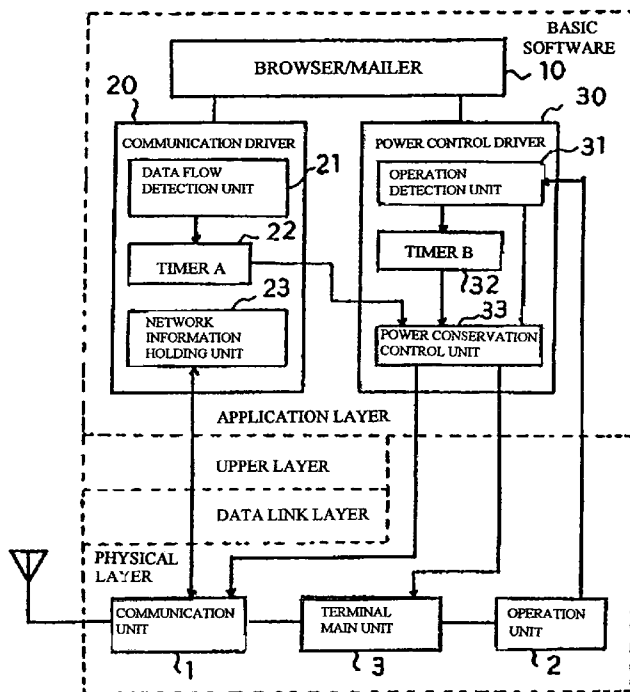 BASIC
SOFTWARE
BROWSER/MAILER
10
20
30
COMMUNICATION DRIVER
POWER CONTROL DRIVER
21
31
DATA FLOW
DETECTION UNIT
OPERATION
DETECTION UNIT
22
TIMER A
TIMER B
32
23
33
NETWORK
INFORMATION
HOLDING UNIT
POWER CONSERVATION
CONTROL UNIT
APPLICATION LAYER
UPPER LAYER
DATA LINK LAYER
PHYSICAL
LAYER
COMMUNICATION
UNIT
TERMINAL
MAIN UNIT
OPERATION
UNIT
1
3
2